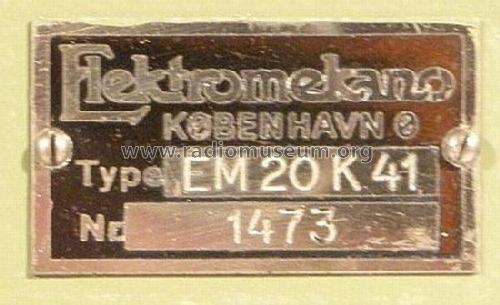 Elektromekano
KØBENHAVN Ø
www.radiomuseum.org
Type EM 20 K 41
No 1473